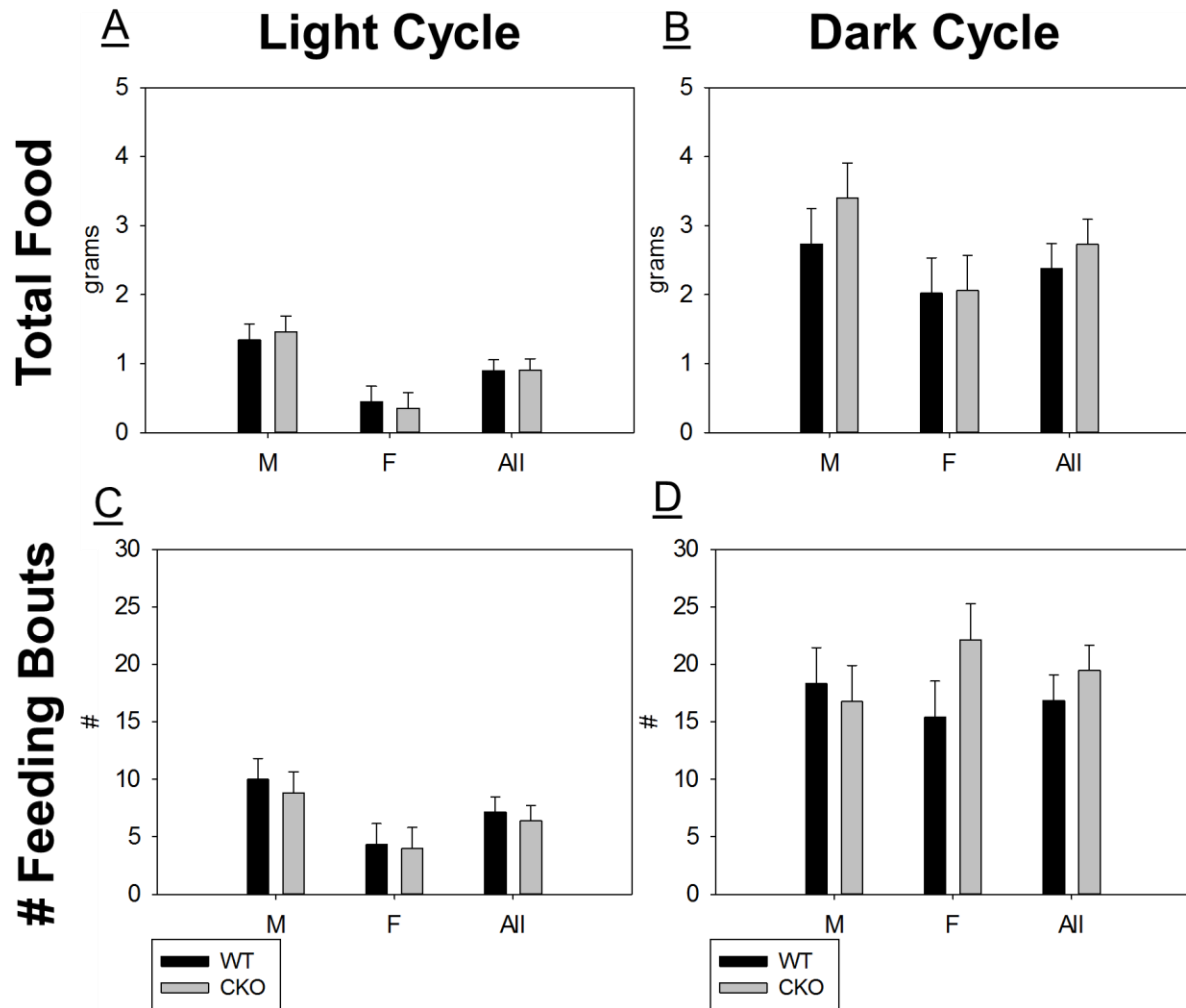 A
Light Cycle
B
Dark Cycle
Total Food
grams
5
4
3
2
1
0
M F All
grams
5
4
3
2
1
0
M F All
C
D
# Feeding Bouts
#
30
25
20
15
10
5
0
M F All
#
30
25
20
15
10
5
0
M F All
WT
CKO
WT
CKO